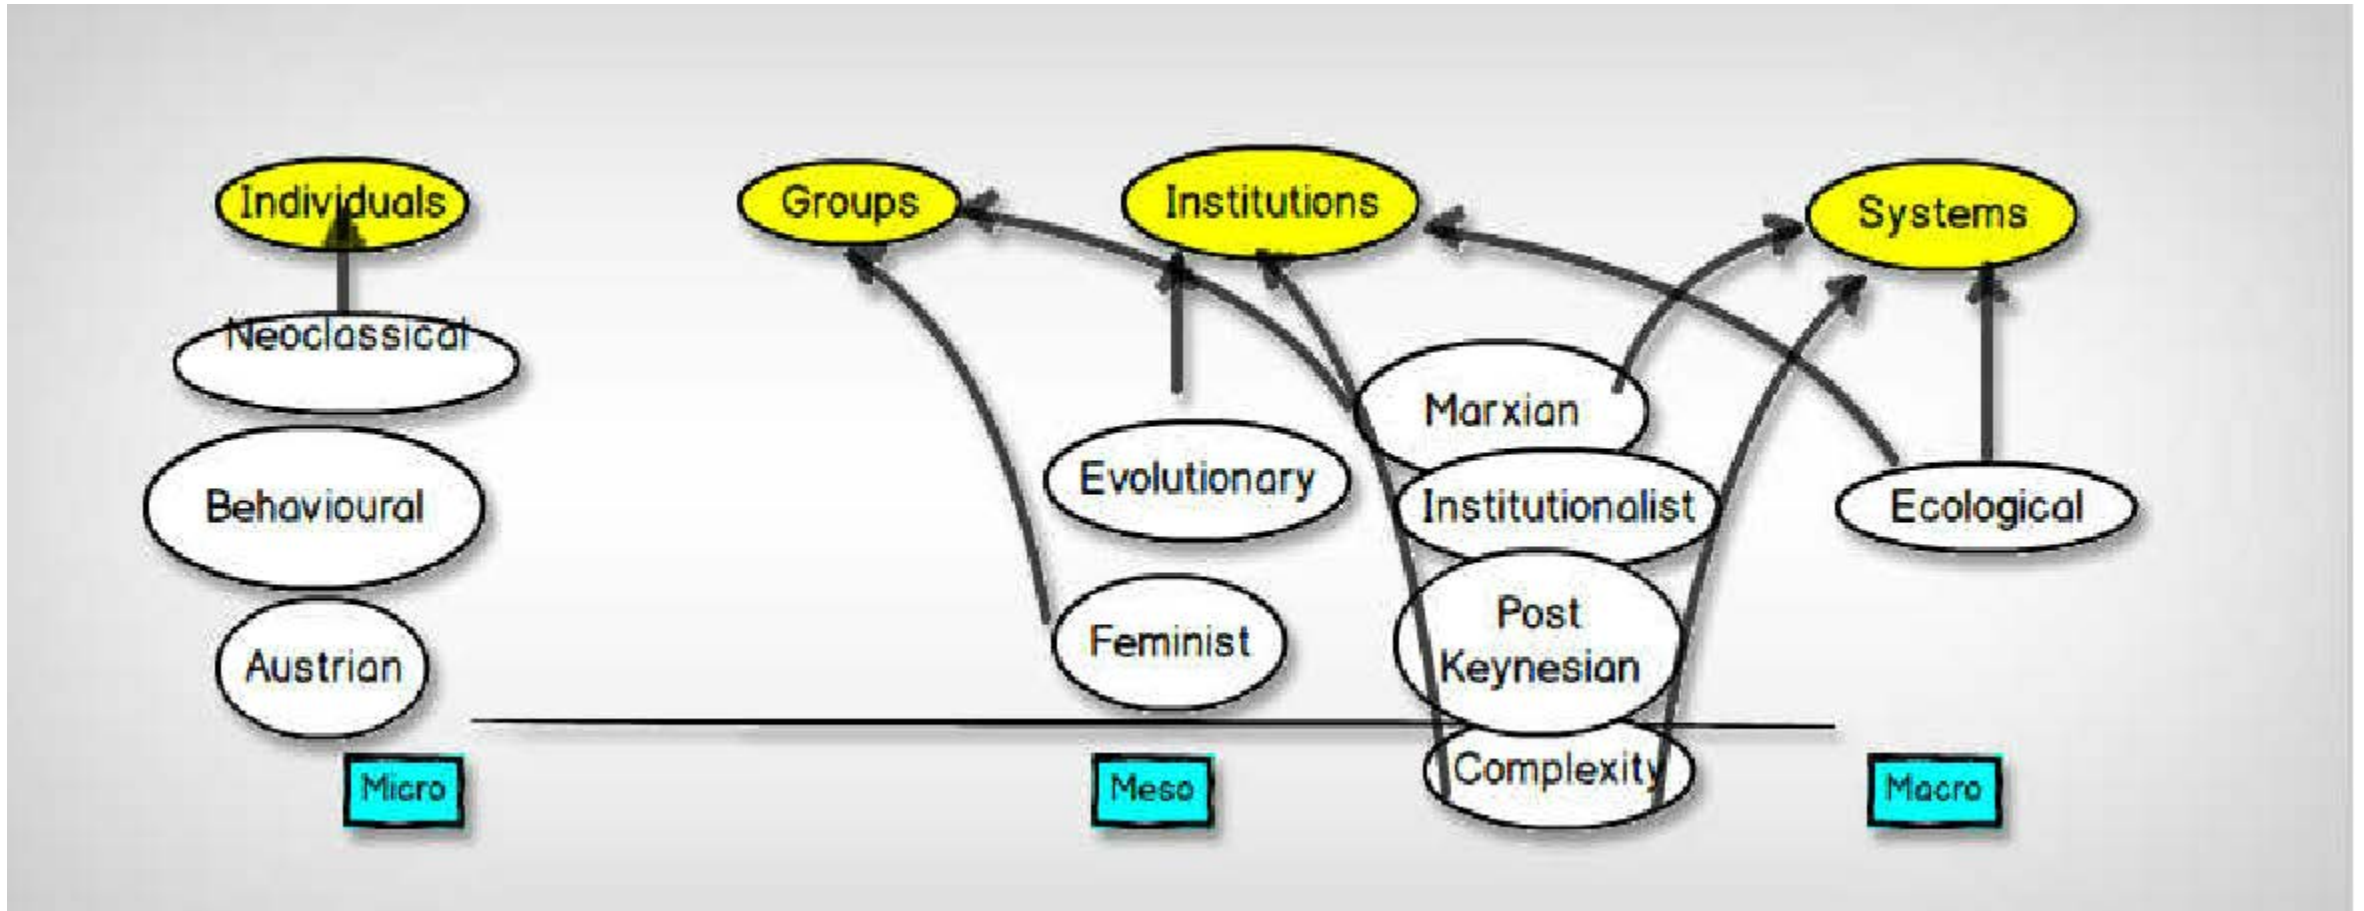 Individuals
Groups
Institutions
Systems
Neoclassical
Marxian
Evolutionary
Behavioural
Institutionalist
Ecological
Post
Keynesian
Feminist
Austrian
Complexity
Micro
Meso
Macro